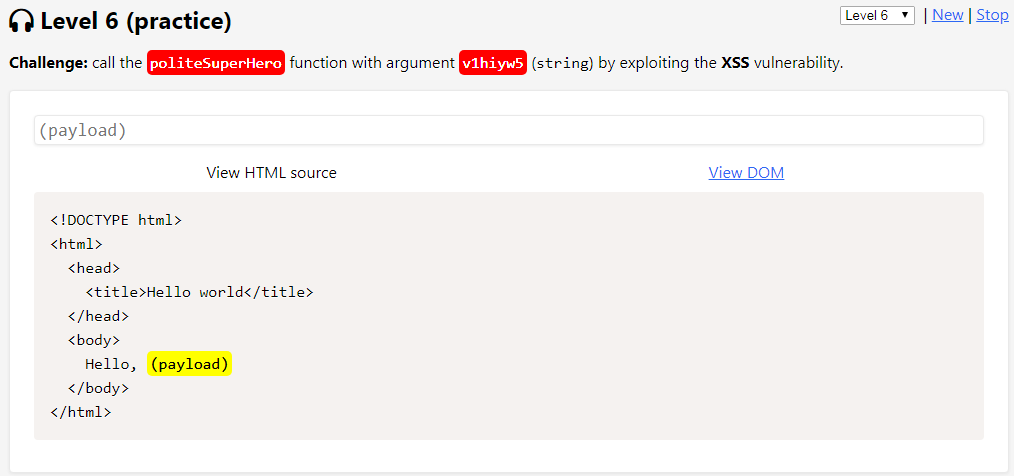 Level 6 (practice)
Level 6 | New | Stop
Challenge: call the politeSuperHero function with argument v1hiyw5 (string) by exploiting the XSS vulnerability.
(payload)
View HTML source
View DOM
<!DOCTYPE html>
<html>
<head>
<title>Hello world</title>
</head>
<body>
Hello, (payload)
</body>
</html>